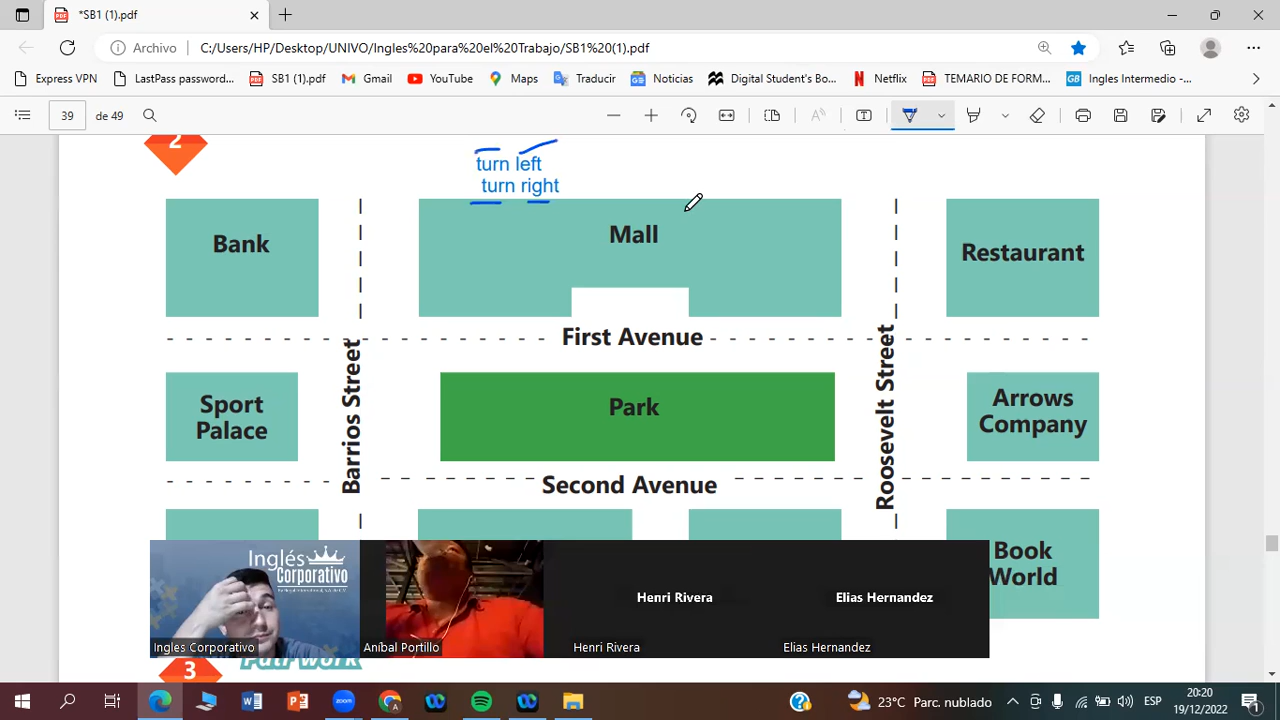 *SB1 (1).pdf
Archivo
C:/Users/HP/Desktop/UNIVO/Ingles%20para%20el%20Trabajo/SB1%20(1).pdf
Express VPN
LastPass password...
SB1 (1).pdf
Gmail
YouTube
Maps
Traducir
Noticias
Digital Student's Bo...
Netflix
TEMARIO DE FORM...
Ingles Intermedio -...
39
de 49
2
turn left
turn right
Bank
Mall
Restaurant
First Avenue
Barrios Street
Roosevelt Street
Sport
Palace
Park
Arrows
Company
Second Avenue
Book
World
Inglés
Corporativo
Ingles Corporativo
Aníbal Portillo
Henri Rivera
Henri Rivera
Elias Hernandez
Elias Hernandez
3
Pair work
23°C Parc. nublado
ESP
20:20
19/12/2022